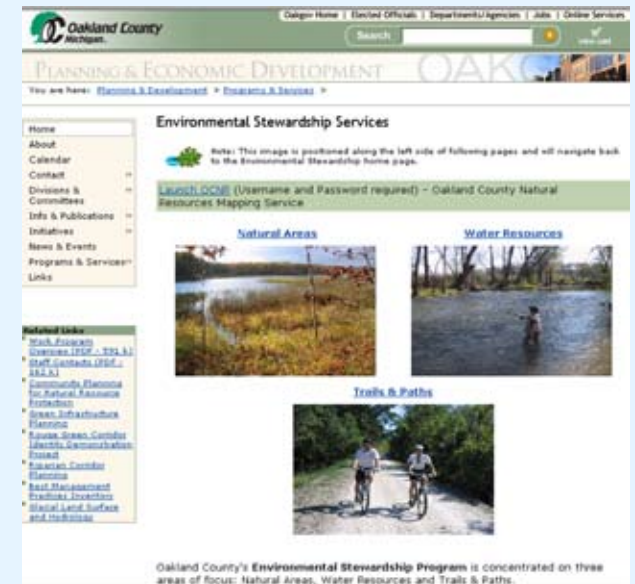 Oakgov Home | Elected Officials | Departments/Agencies | Jobs | Online Services
Oakland County
Michigan.
Search
view cart
PLANNING & ECONOMIC DEVELOPMENT
OAK
You are here: Planning & Development > Programs & Services >
Home
About
Calendar
Contact
Divisions &
Committees
Info & Publications
Initiatives
News & Events
Programs & Services
Links
Related Links
Work Program
Overview (PDF - 591 k)
Staff Contacts (PDF -
162 k)
Community Planning
for Natural Resource
Protection
Green Infrastructure
Planning
Rouge Green Corridor
Identity Demonstration
Project
Riparian Corridor
Planning
Best Management
Practices Inventory
Glacial Land Surface
and Hydrology
Environmental Stewardship Services
Note: This image is positioned along the left side of following pages and will navigate back
to the Environmental Stewardship home page.
Launch OCNR (Username and Password required) - Oakland County Natural
Resources Mapping Service
Natural Areas
Water Resources
Trails & Paths
Oakland County's Environmental Stewardship Program is concentrated on three
areas of focus: Natural Areas, Water Resources and Trails & Paths.